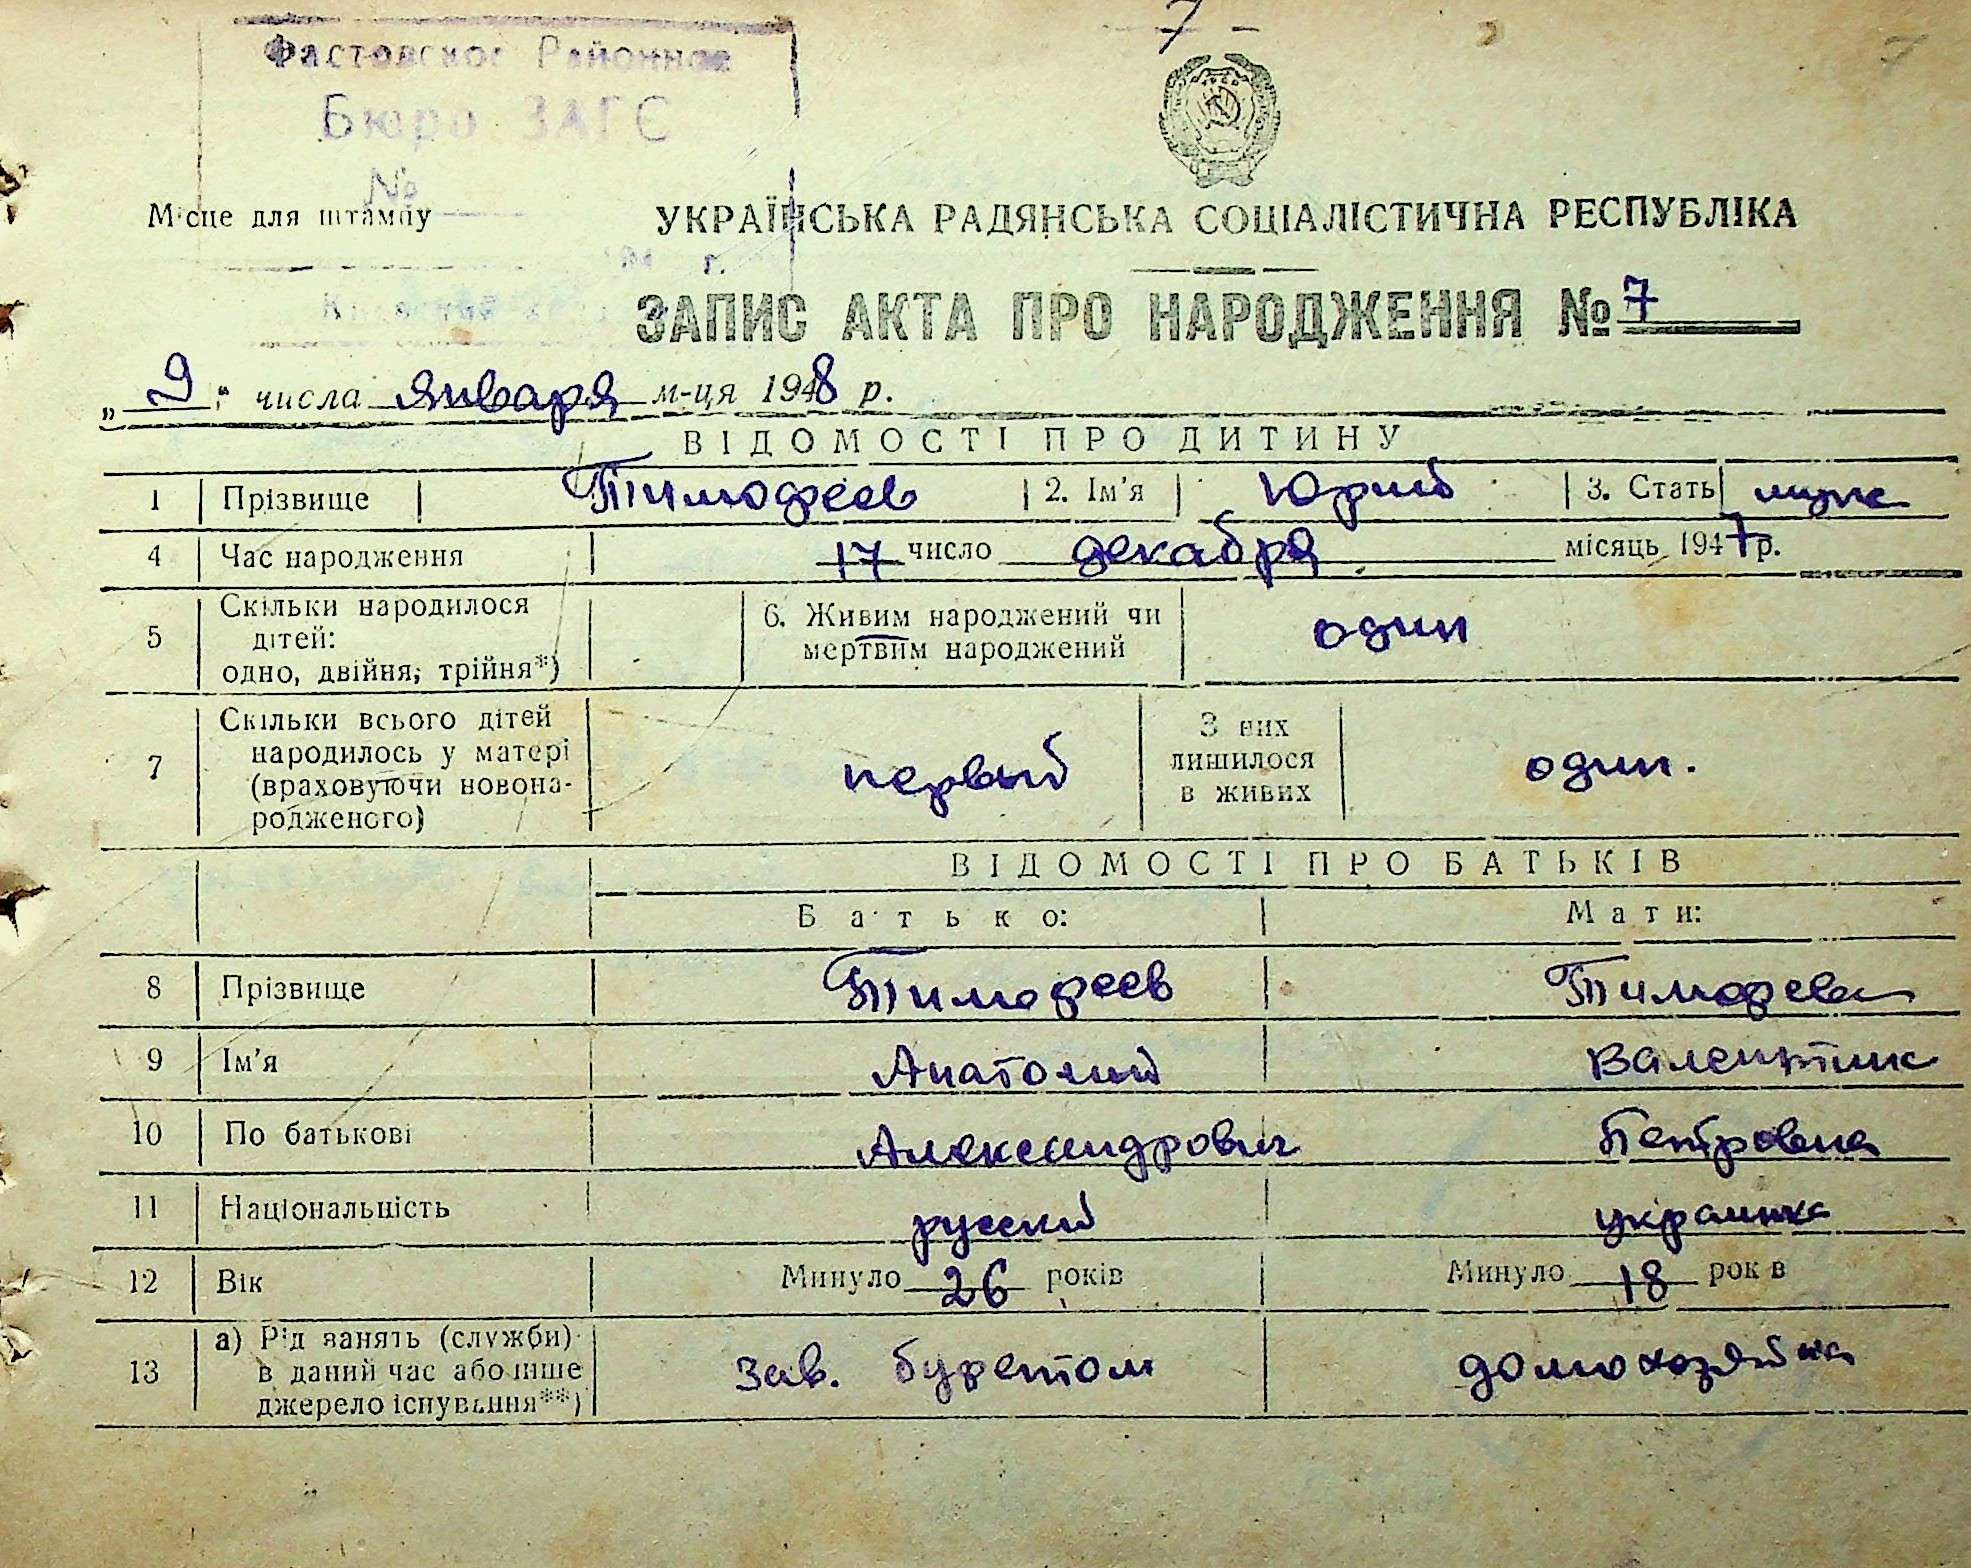 7
7
Фастовское Районное
Бюро ЗАГС
№
Місце для штампу
г.
УКРАЇНСЬКА РАДЯНСЬКА СОЦІАЛІСТИЧНА РЕСПУБЛІКА
ЗАПИС АКТА ПРО НАРОДЖЕННЯ № 7
„ 9 " числа января м-ця 1948 р.
ВІДОМОСТІ ПРО ДИТИНУ
1 Прізвище Тимофеев 2. Ім'я Юрий 3. Стать муж
4 Час народження 17 число декабря місяць 1947 р.
5 Скільки народилося дітей: одно, двійня, трійня*) 6. Живим народжений чи мертвим народжений один
7 Скільки всього дітей народилось у матері (враховуючи новонародженого) первый З них лишилося в живих один.
ВІДОМОСТІ ПРО БАТЬКІВ
Батько: Мати:
8 Прізвище Тимофеев Тимофеева
9 Ім'я Анатолий Валентин
10 По батькові Александрович Петровна
11 Національність русский украинка
12 Вік Минуло 26 років Минуло 18 років
13 а) Рід занять (служби) в даний час або інше джерело існування**) Зав. буфетом домохозяйка